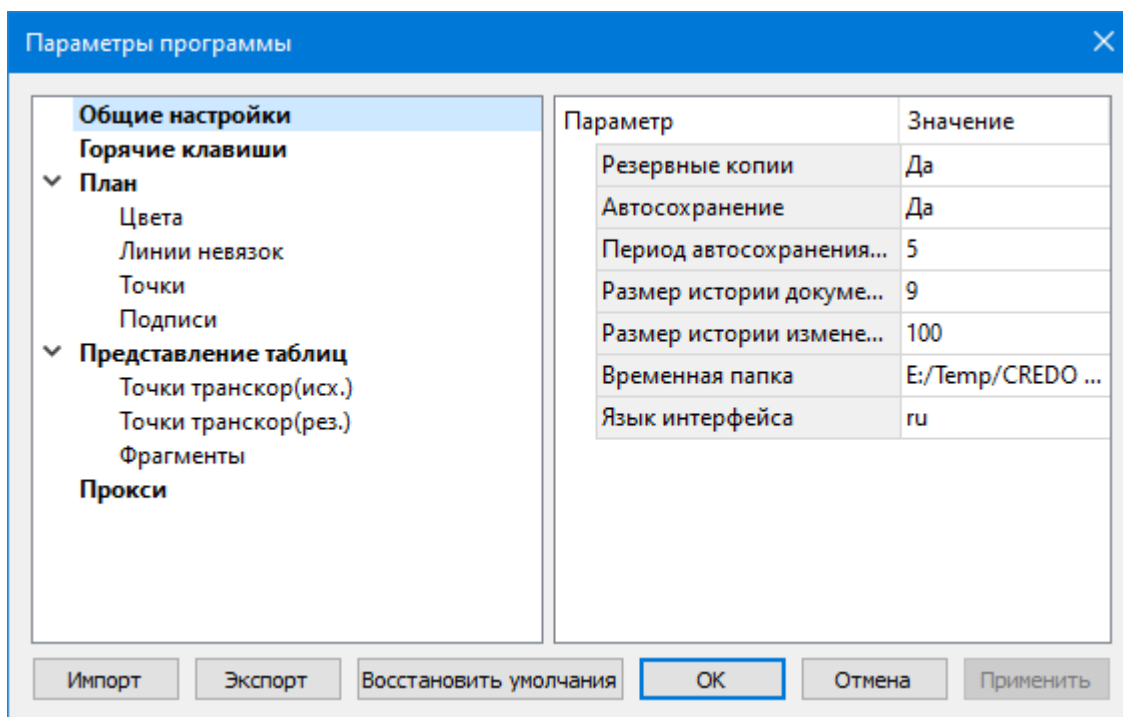 Параметры программы
Общие настройки
Горячие клавиши
План
Цвета
Линии невязок
Точки
Подписи
Представление таблиц
Точки транскор(исх.)
Точки транскор(рез.)
Фрагменты
Прокси
Параметр Значение
Резервные копии Да
Автосохранение Да
Период автосохранения... 5
Размер истории докуме... 9
Размер истории измене... 100
Временная папка E:/Temp/CREDO ...
Язык интерфейса ru
Импорт Экспорт Восстановить умолчания OK Отмена Применить